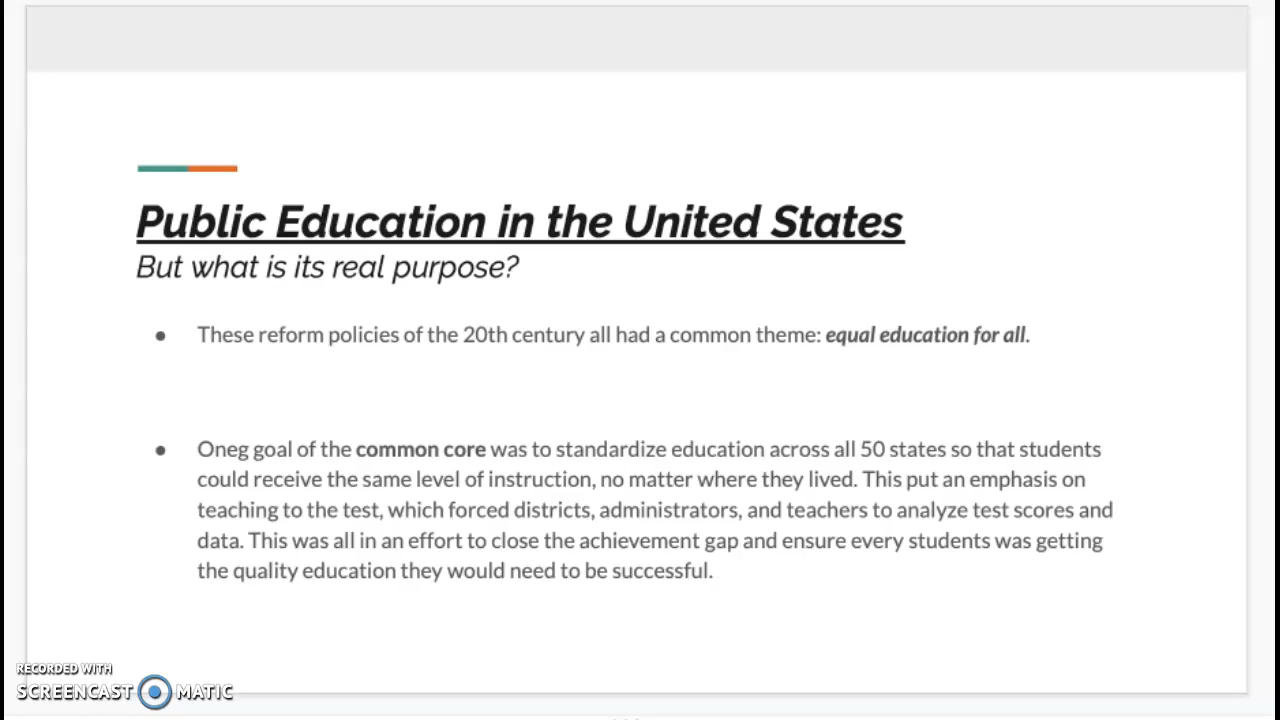 Public Education in the United States
But what is its real purpose?
● These reform policies of the 20th century all had a common theme: equal education for all.
● Oneg goal of the common core was to standardize education across all 50 states so that students
could receive the same level of instruction, no matter where they lived. This put an emphasis on
teaching to the test, which forced districts, administrators, and teachers to analyze test scores and
data. This was all in an effort to close the achievement gap and ensure every students was getting
the quality education they would need to be successful.
RECORDED WITH
SCREENCAST MATIC